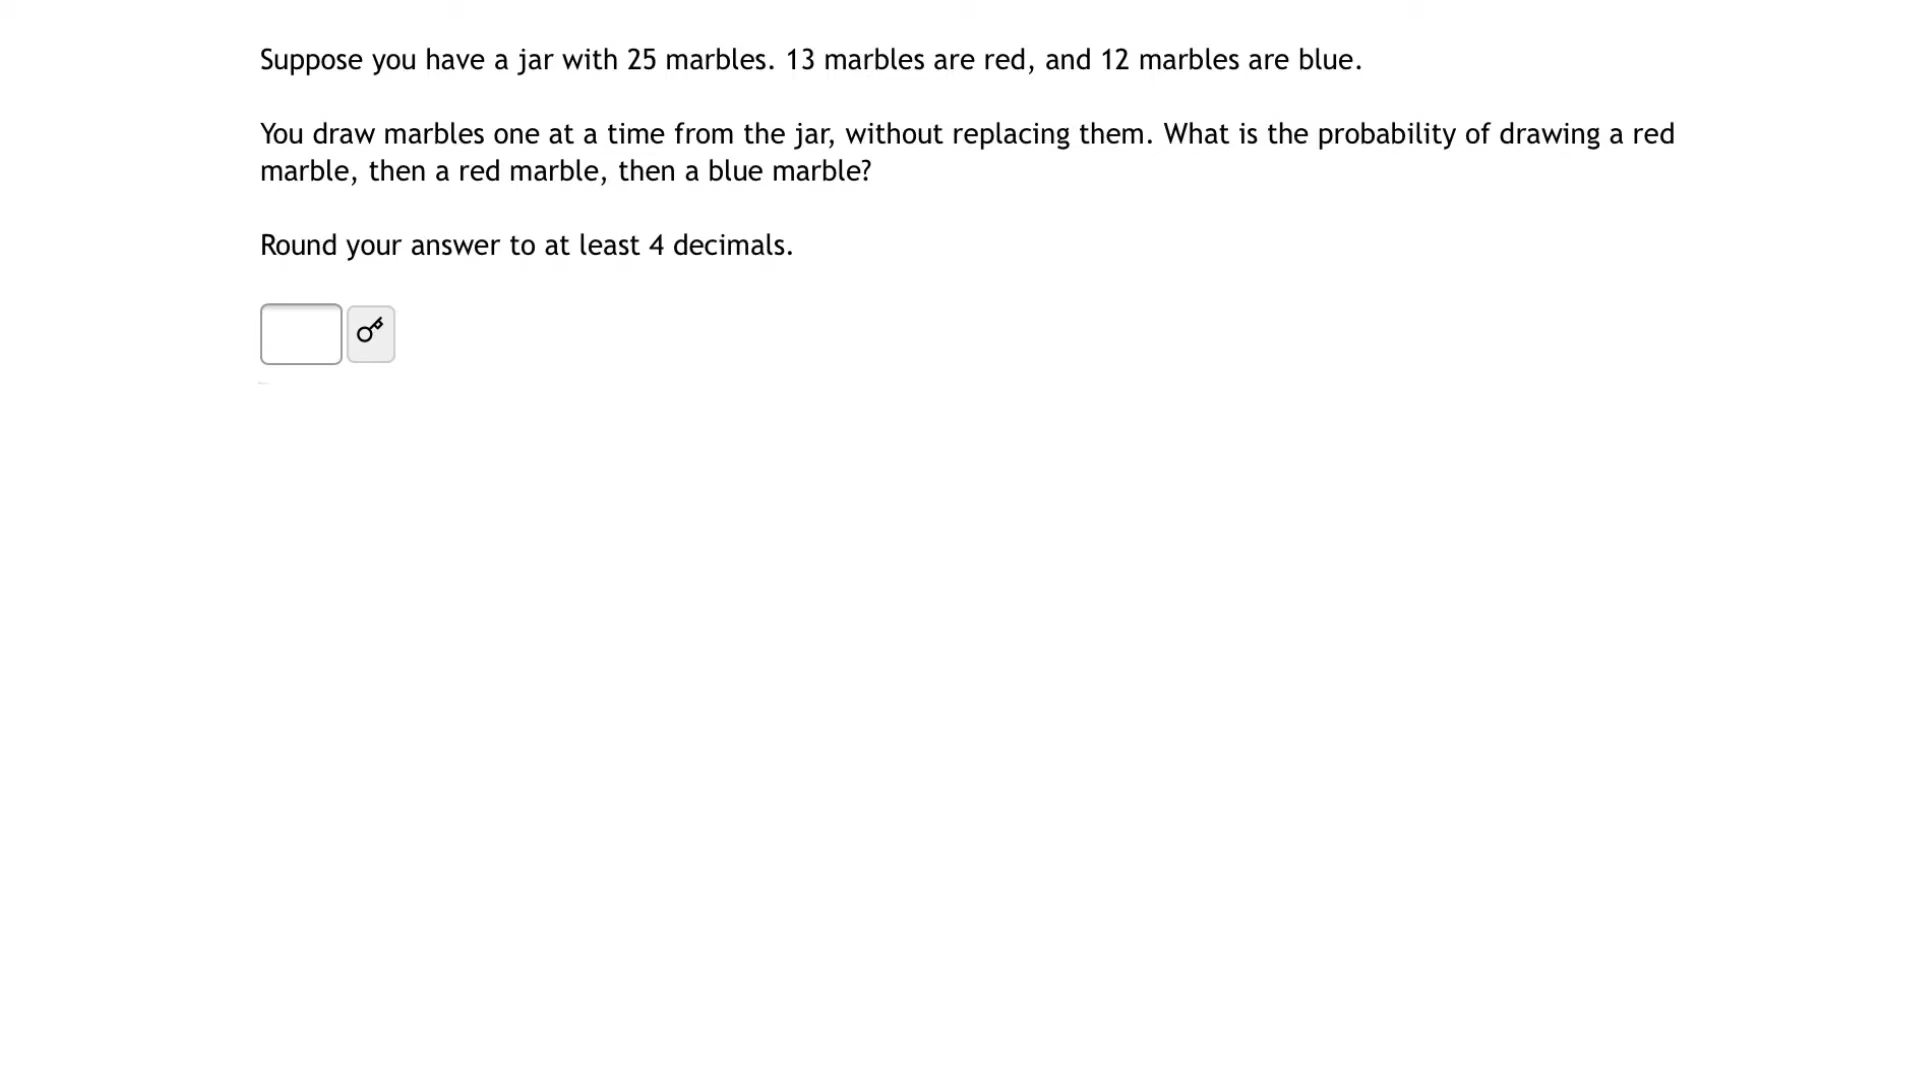 Suppose you have a jar with 25 marbles. 13 marbles are red, and 12 marbles are blue.
You draw marbles one at a time from the jar, without replacing them. What is the probability of drawing a red
marble, then a red marble, then a blue marble?
Round your answer to at least 4 decimals.